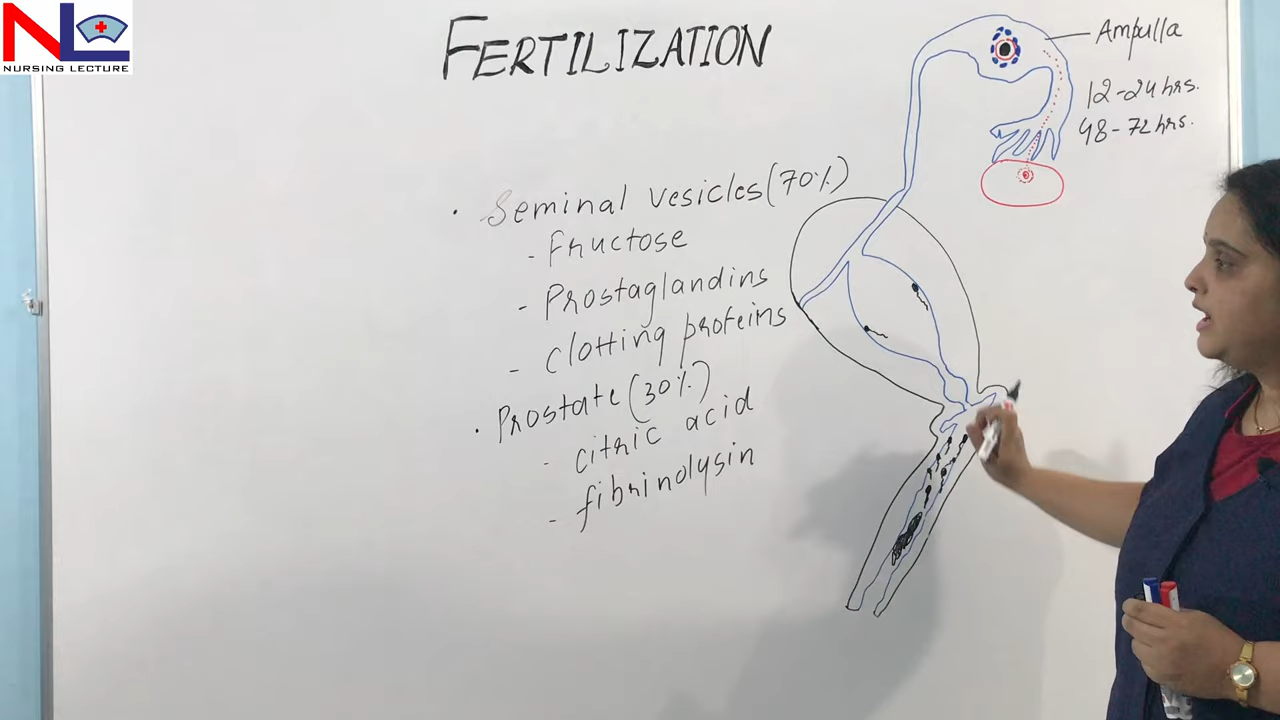 NL
NURSING LECTURE
FERTILIZATION
Ampulla
12-24 hrs.
48-72 hrs.
· Seminal vesicles (70%)
- Fructose
- Prostaglandins
- Clotting proteins
· Prostate (30%)
- citric acid
- fibrinolysin